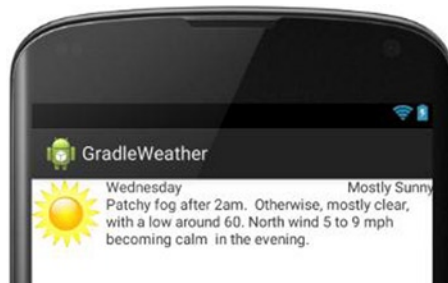 GradleWeather
Wednesday Mostly Sunny
Patchy fog after 2am. Otherwise, mostly clear,
with a low around 60. North wind 5 to 9 mph
becoming calm in the evening.